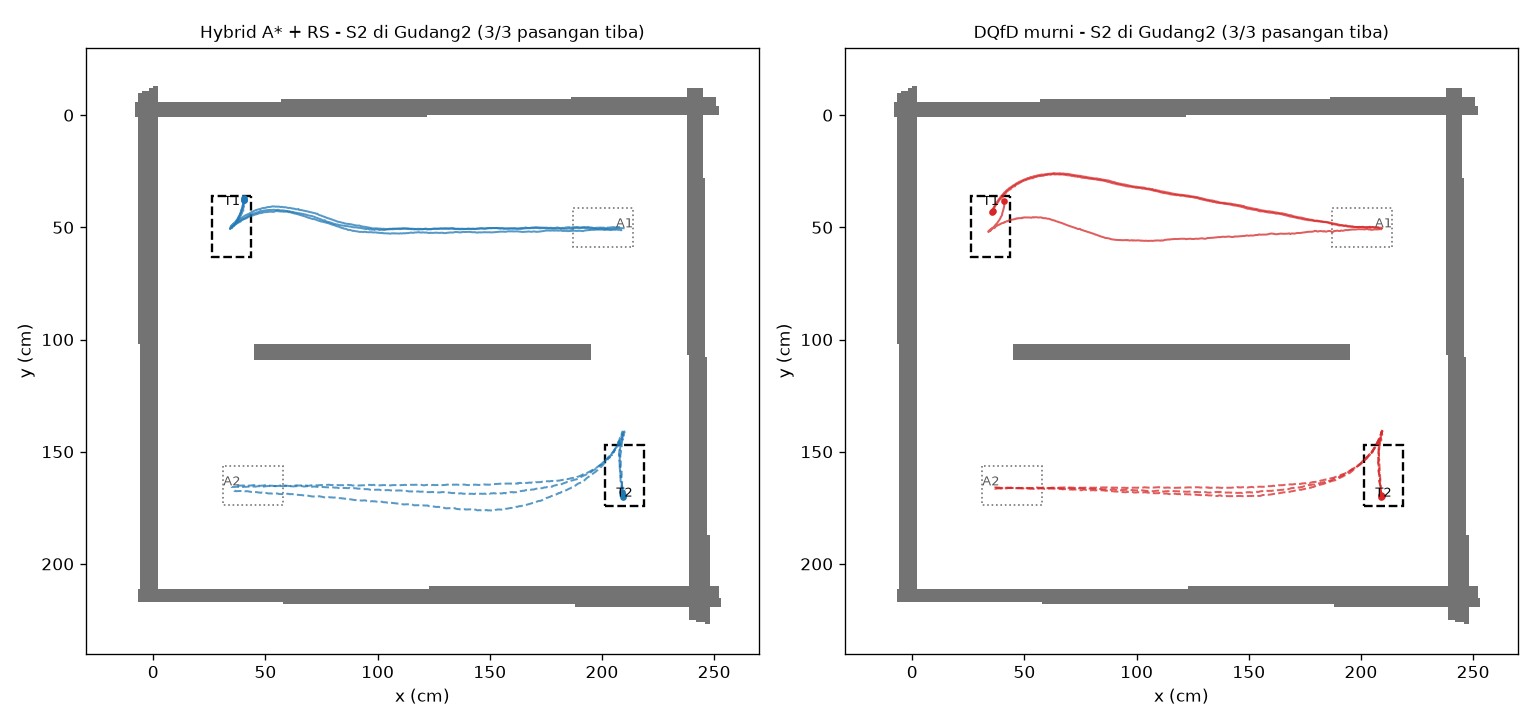 Hybrid A* + RS - S2 di Gudang2 (3/3 pasangan tiba)
0
50
100
150
200
y (cm)
T1
A1
A2
T2
0
50
100
150
200
250
x (cm)
DQfD murni - S2 di Gudang2 (3/3 pasangan tiba)
0
50
100
150
200
y (cm)
T1
A1
A2
T2
0
50
100
150
200
250
x (cm)